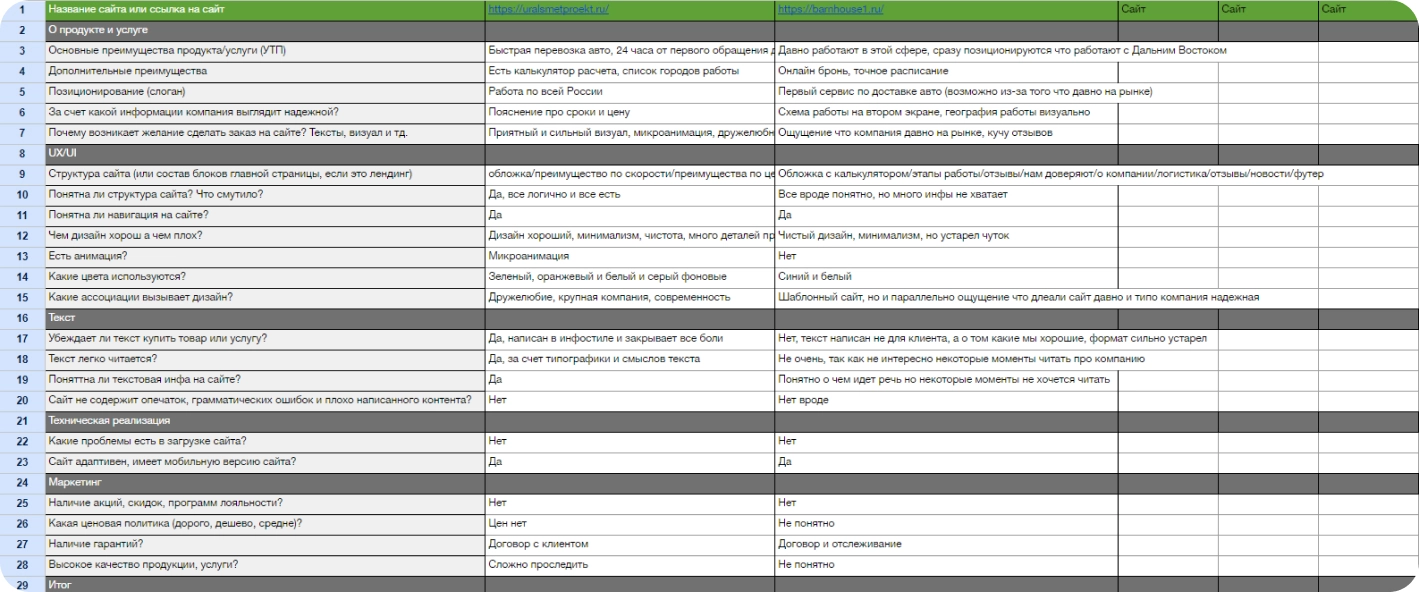 1 Название сайта или ссылка на сайт https://uralsmetproekt.ru/ https://barnhouse1.ru/ Сайт Сайт Сайт
2 О продукте и услуге
3 Основные преимущества продукта/услуги (УТП) Быстрая перевозка авто, 24 часа от первого обращения д Давно работают в этой сфере, сразу позиционируются что работают с Дальним Востоком
4 Дополнительные преимущества Есть калькулятор расчета, список городов работы Онлайн бронь, точное расписание
5 Позиционирование (слоган) Работа по всей России Первый сервис по доставке авто (возможно из-за того что давно на рынке)
6 За счет какой информации компания выглядит надежной? Пояснение про сроки и цену Схема работы на втором экране, география работы визуально
7 Почему возникает желание сделать заказ на сайте? Тексты, визуал и тд. Приятный и сильный визуал, микроанимация, дружелюбн Ощущение что компания давно на рынке, кучу отзывов
8 UX/UI
9 Структура сайта (или состав блоков главной страницы, если это лендинг) обложка/преимущество по скорости/преимущества по це Обложка с калькулятором/этапы работы/отзывы/нам доверяют/о компании/логистика/отзывы/новости/футер
10 Понятна ли структура сайта? Что смутило? Да, все логично и все есть Все вроде понятно, но много инфы не хватает
11 Понятна ли навигация на сайте? Да Да
12 Чем дизайн хорош а чем плох? Дизайн хороший, минимализм, чистота, много деталей пр Чистый дизайн, минимализм, но устарел чуток
13 Есть анимация? Микроанимация Нет
14 Какие цвета используются? Зеленый, оранжевый и белый и серый фоновые Синий и белый
15 Какие ассоциации вызывает дизайн? Дружелюбие, крупная компания, современность Шаблонный сайт, но и параллельно ощущение что длеали сайт давно и типо компания надежная
16 Текст
17 Убеждает ли текст купить товар или услугу? Да, написан в инфостиле и закрывает все боли Нет, текст написан не для клиента, а о том какие мы хорошие, формат сильно устарел
18 Текст легко читается? Да, за счет типографики и смыслов текста Не очень, так как не интересно некоторые моменты читать про компанию
19 Поняттна ли текстовая инфа на сайте? Да Понятно о чем идет речь но некоторые моменты не хочется читать
20 Сайт не содержит опечаток, грамматических ошибок и плохо написанного контента? Нет Нет вроде
21 Техническая реализация
22 Какие проблемы есть в загрузке сайта? Нет Нет
23 Сайт адаптивен, имеет мобильную версию сайта? Да Да
24 Маркетинг
25 Наличие акций, скидок, программ лояльности? Нет Нет
26 Какая ценовая политика (дорого, дешево, средне)? Цен нет Не понятно
27 Наличие гарантий? Договор с клиентом Договор и отслеживание
28 Высокое качество продукции, услуги? Сложно проследить Не понятно
29 Итог